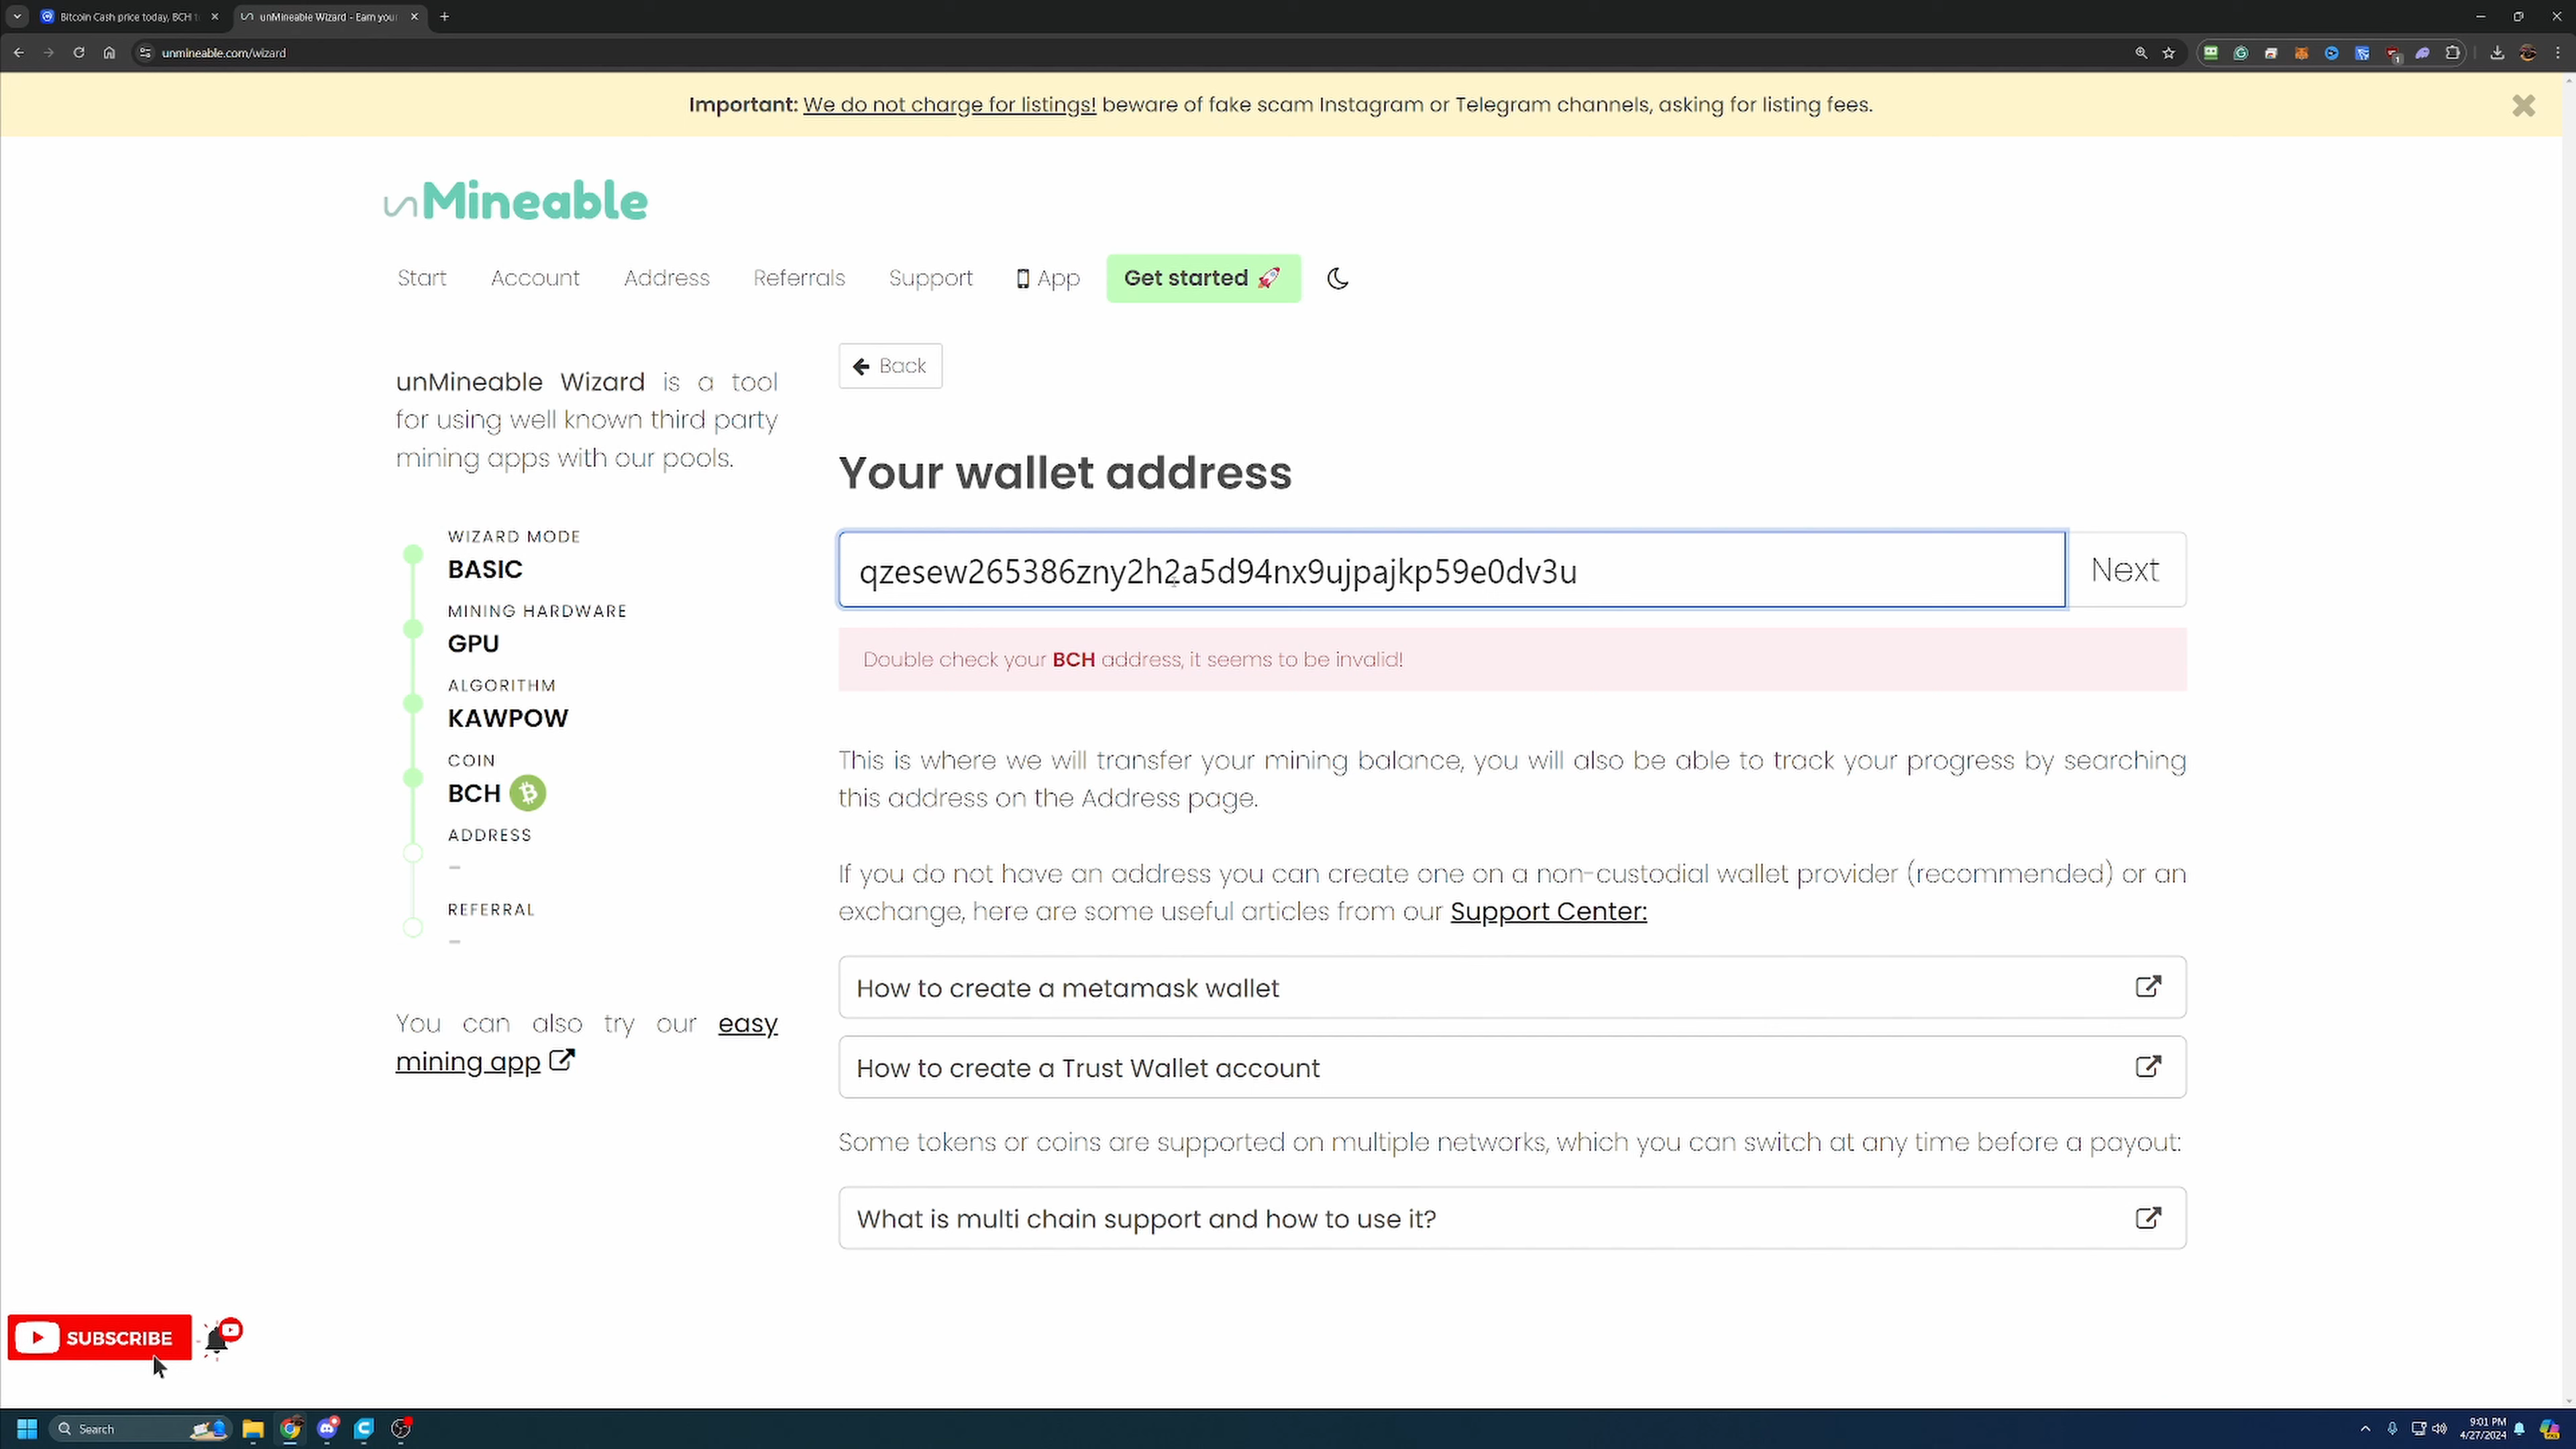 Bitcoin Cash price today, BCH t
unMineable Wizard - Earn your
unmineable.com/wizard
Important: We do not charge for listings! beware of fake scam Instagram or Telegram channels, asking for listing fees.
unMineable
Start Account Address Referrals Support App Get started
Back
unMineable Wizard is a tool
for using well known third party
mining apps with our pools.
WIZARD MODE
BASIC
MINING HARDWARE
GPU
ALGORITHM
KAWPOW
COIN
BCH
ADDRESS
-
REFERRAL
-
You can also try our easy
mining app
Your wallet address
qzesew265386zny2h2a5d94nx9ujpajkp59e0dv3u
Next
Double check your BCH address, it seems to be invalid!
This is where we will transfer your mining balance, you will also be able to track your progress by searching
this address on the Address page.
If you do not have an address you can create one on a non-custodial wallet provider (recommended) or an
exchange, here are some useful articles from our Support Center:
How to create a metamask wallet
How to create a Trust Wallet account
Some tokens or coins are supported on multiple networks, which you can switch at any time before a payout:
What is multi chain support and how to use it?
SUBSCRIBE
Search
9:01 PM
4/27/2024